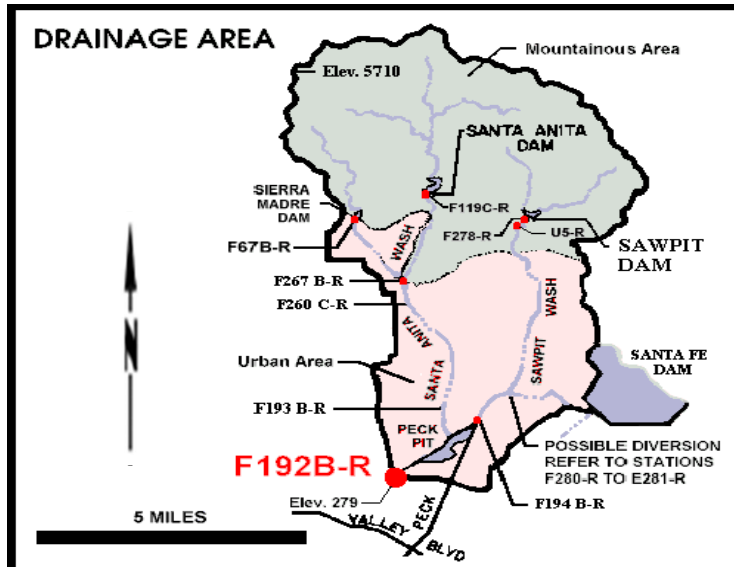 DRAINAGE AREA
Mountainous Area
Elev. 5710
SANTA ANITA
DAM
SIERRA
MADRE
DAM
F119C-R
F67B-R
F278-R
U5-R
SAWPIT
DAM
WASH
F267 B-R
F260 C-R
SANTA ANITA
SAWPIT WASH
N
Urban Area
SANTA FE
DAM
F193 B-R
PECK
PIT
F192B-R
POSSIBLE DIVERSION
REFER TO STATIONS
F280-R TO E281-R
Elev. 279
F194 B-R
5 MILES
PECK
VALLEY BLVD